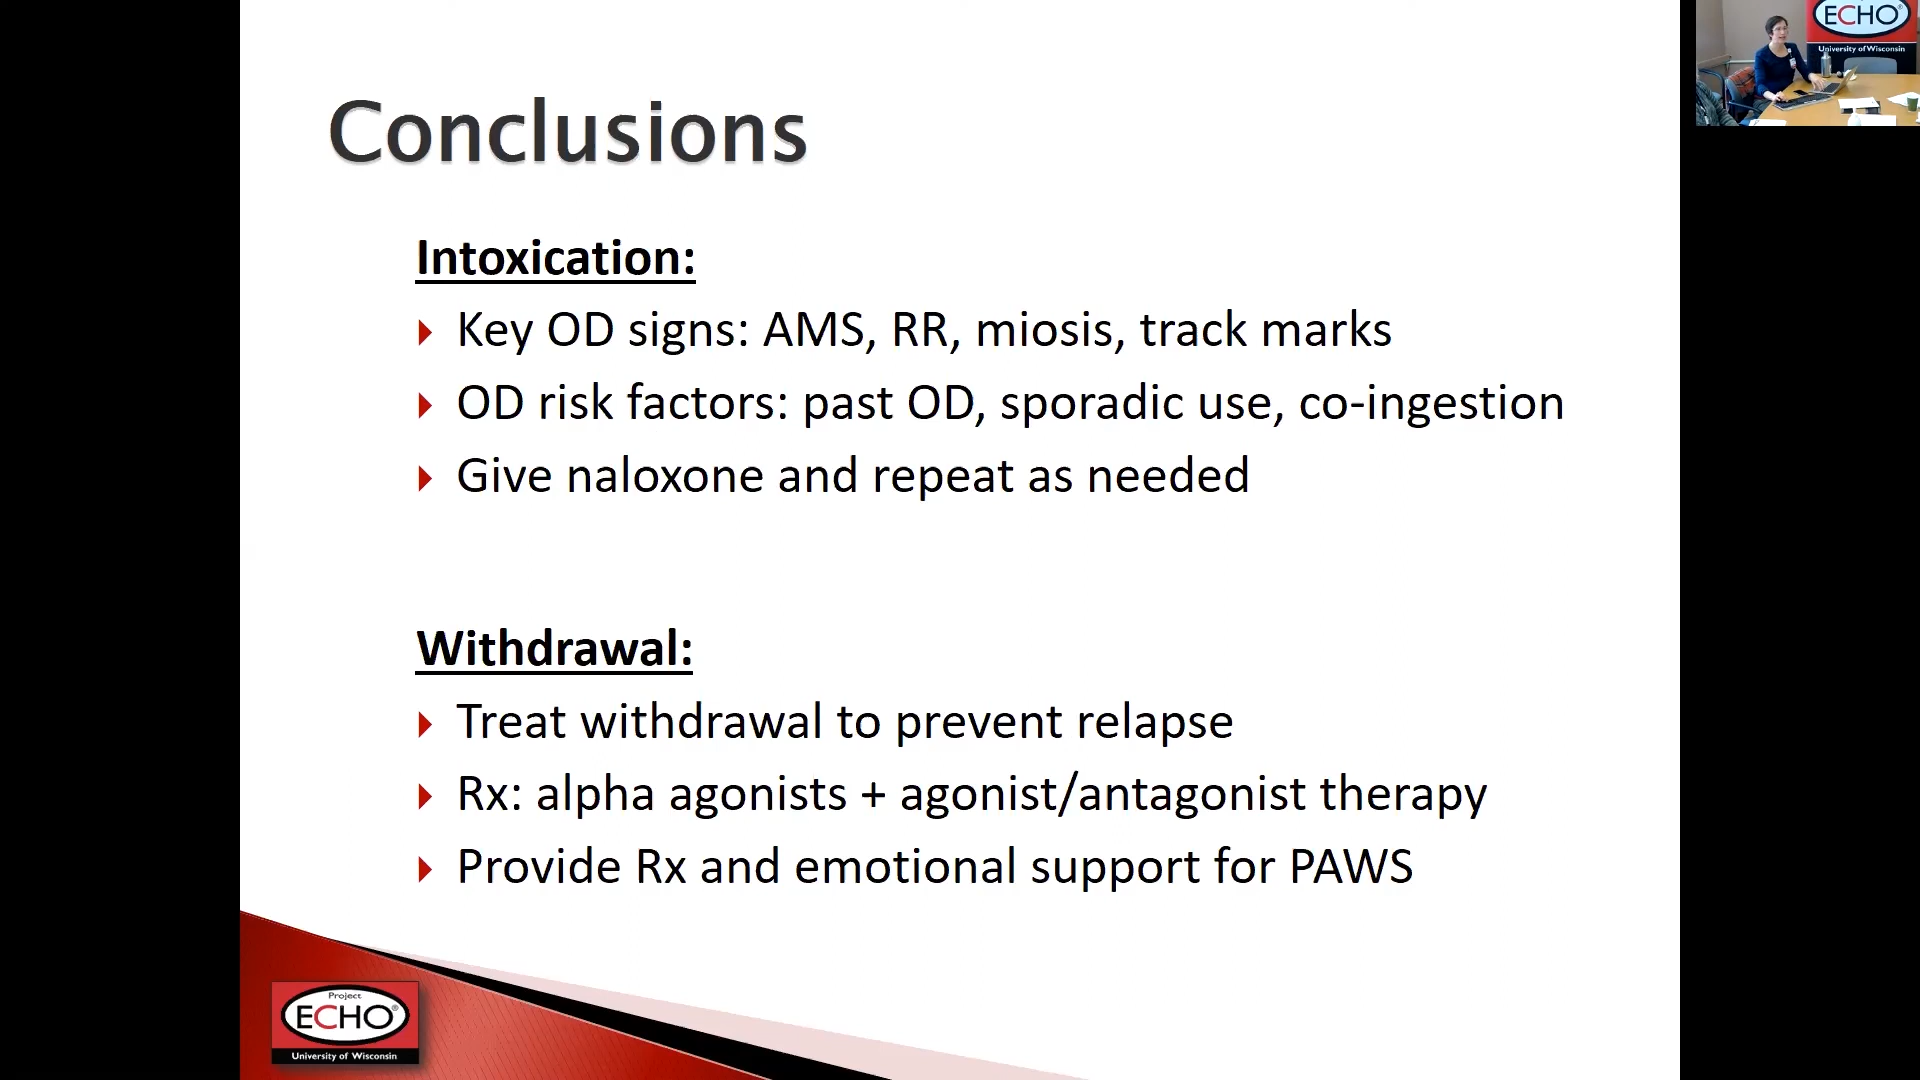 Conclusions
Intoxication:
Key OD signs: AMS, RR, miosis, track marks
OD risk factors: past OD, sporadic use, co-ingestion
Give naloxone and repeat as needed
Withdrawal:
Treat withdrawal to prevent relapse
Rx: alpha agonists + agonist/antagonist therapy
Provide Rx and emotional support for PAWS
Project
ECHO®
University of Wisconsin
ECHO®
University of Wisconsin